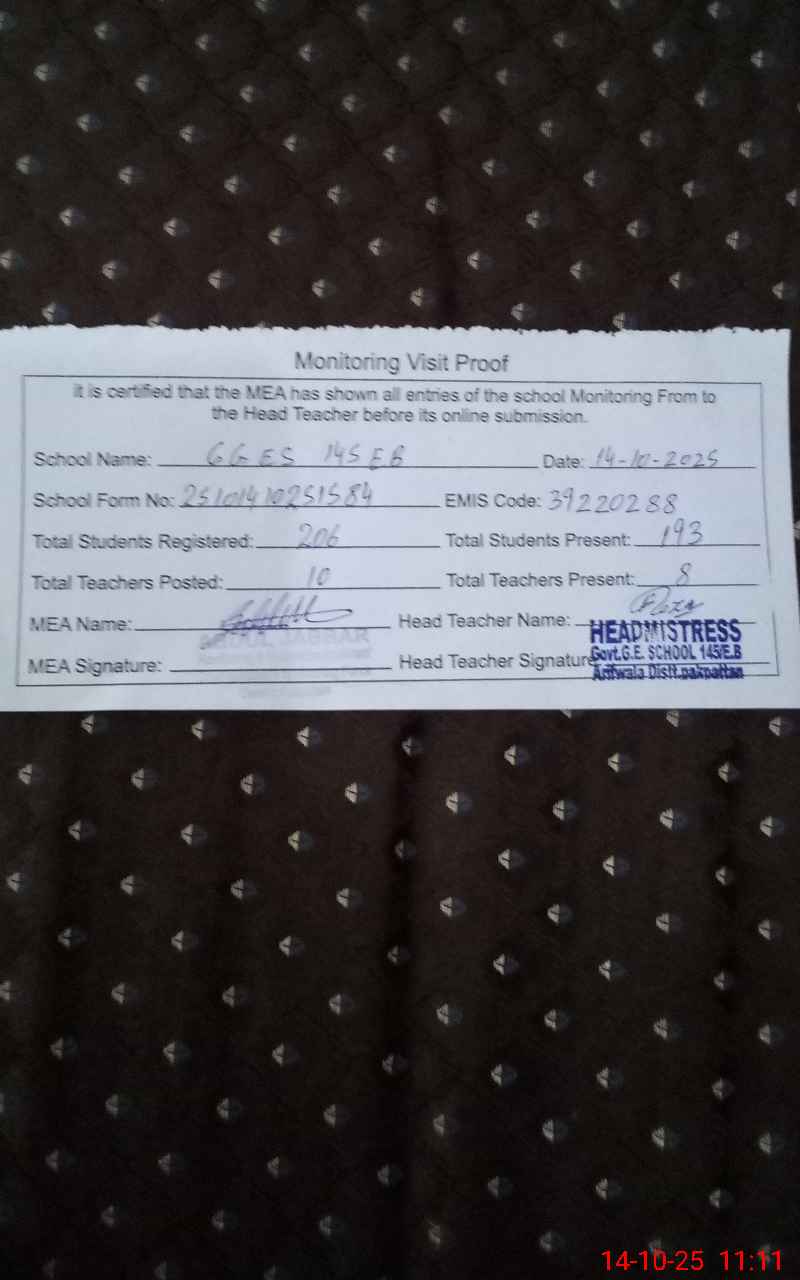 Monitoring Visit Proof
It is certified that the MEA has shown all entries of the school Monitoring From to
the Head Teacher before its online submission.
School Name: GGES 145 EB Date: 14-10-2025
School Form No: 25101410251584 EMIS Code: 39220288
Total Students Registered: 206 Total Students Present: 193
Total Teachers Posted: 10 Total Teachers Present: 8
MEA Name: Head Teacher Name:
JABBAR HEADMISTRESS
MEA Signature: Head Teacher Signature Govt.G.E. SCHOOL 145/E.B
Arifwala Distt.pakpattan
14-10-25 11:11